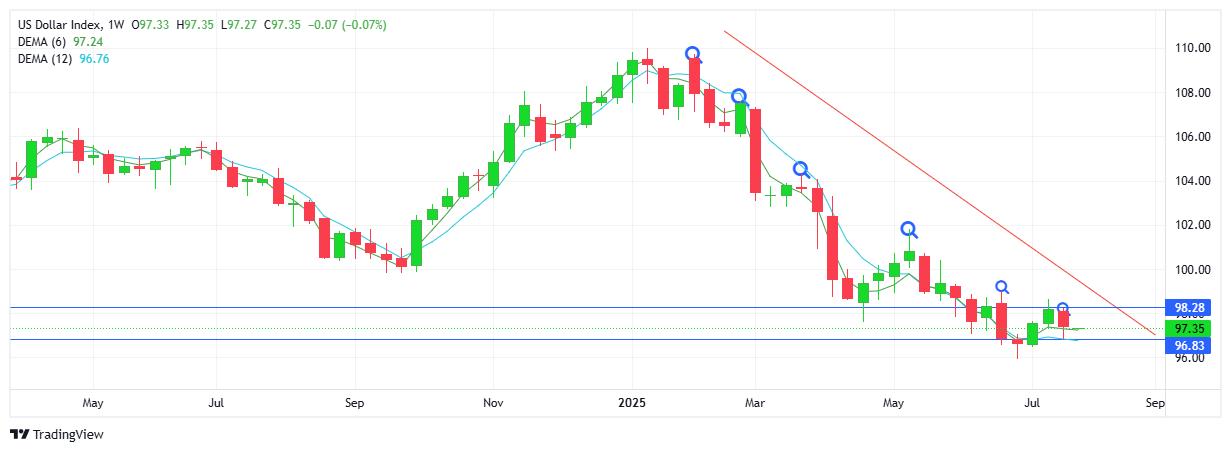 US Dollar Index, 1W O97.33 H97.35 L97.27 C97.35 −0.07 (−0.07%)
DEMA (6) 97.24
DEMA (12) 96.76
110.00
108.00
106.00
104.00
102.00
100.00
98.28
98.00
97.35
96.83
96.00
May Jul Sep Nov 2025 Mar May Jul Sep
TradingView